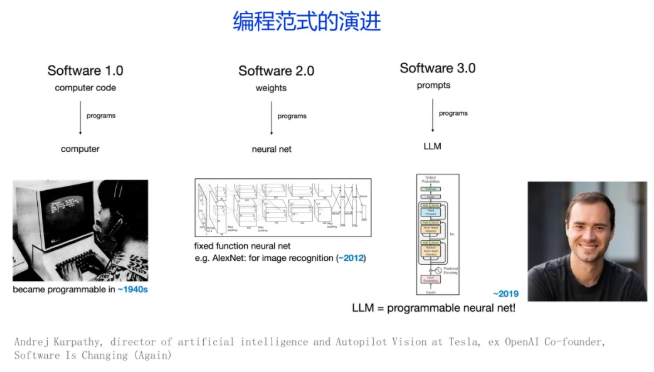 编程范式的演进
Software 1.0
computer code
programs
computer
became programmable in ~1940s
Software 2.0
weights
programs
neural net
fixed function neural net
e.g. AlexNet: for image recognition (~2012)
Software 3.0
prompts
programs
LLM
~2019
LLM = programmable neural net!
Andrej Karpathy, director of artificial intelligence and Autopilot Vision at Tesla, ex OpenAI Co-founder,
Software Is Changing (Again)